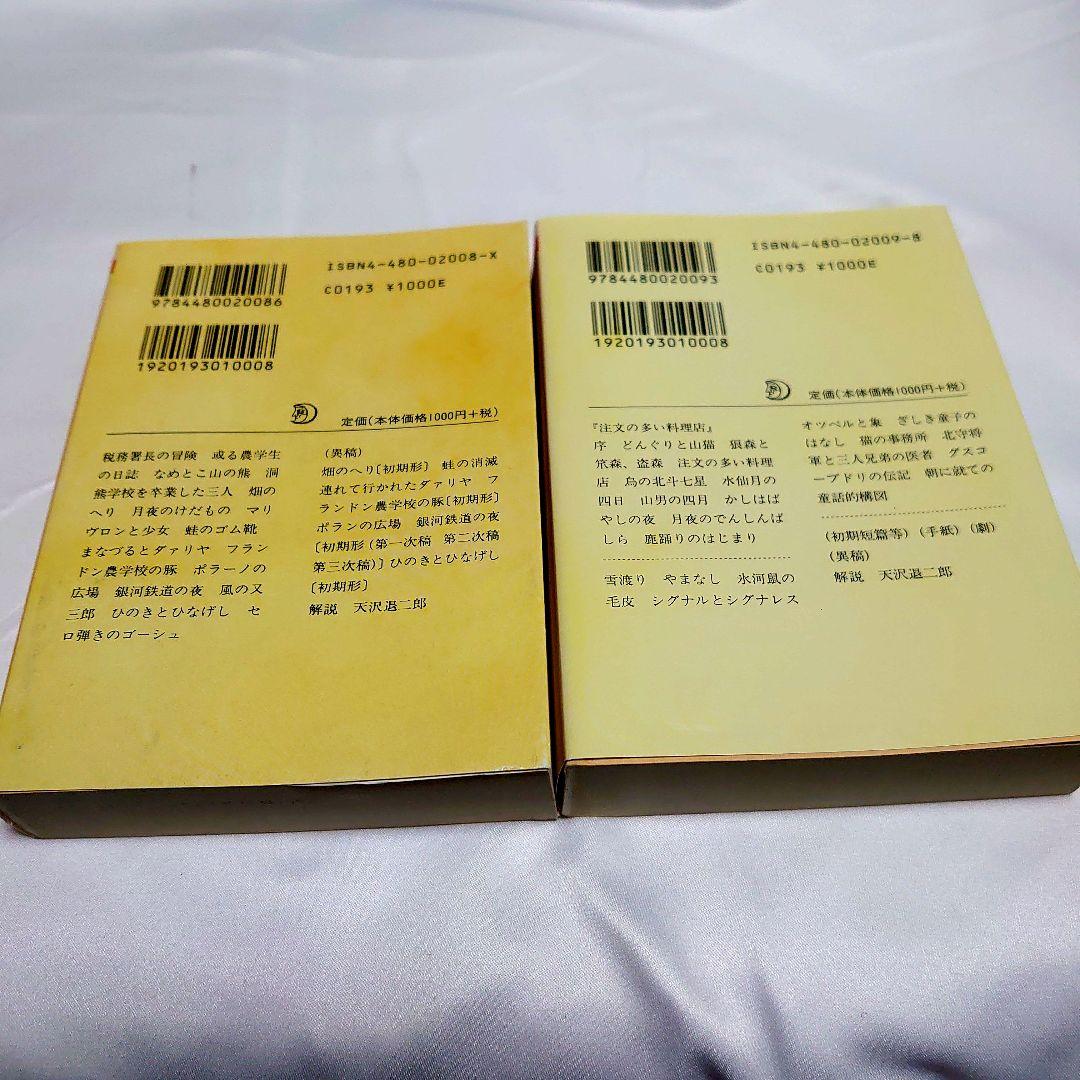 ISBN4-480-02008-X
9784480020086
C0193 ¥1000E
1920193010008
定価(本体価格1000円+税)
税務署長の冒険 或る農学生
の日誌 なめとこ山の熊 洞
熊学校を卒業した三人 畑の
へり 月夜のけだもの マリ
ヴロンと少女 蛙のゴム靴
まなづるとダァリヤ フラン
ドン農学校の豚 ポラーノの
広場 銀河鉄道の夜 風の又
三郎 ひのきとひなげし セ
ロ弾きのゴーシュ
(異稿)
畑のへり〔初期形〕 蛙の消滅
連れて行かれたダァリヤ フ
ランドン農学校の豚〔初期形〕
ポランの広場 銀河鉄道の夜
〔初期形(第一次稿 第二次稿
第三次稿)〕ひのきとひなげし
〔初期形〕
解説 天沢退二郎
ISBN4-480-02009-8
9784480020093
C0193 ¥1000E
1920193010008
定価(本体価格1000円+税)
『注文の多い料理店』
序 どんぐりと山猫 狼森と
笊森、盗森 注文の多い料理
店 烏の北斗七星 水仙月の
四日 山男の四月 かしはば
やしの夜 月夜のでんしんば
しら 鹿踊りのはじまり
雪渡り やまなし 氷河鼠の
毛皮 シグナルとシグナレス
オツベルと象 ざしき童子の
はなし 猫の事務所 北守将
軍と三人兄弟の医者 グスコ
ーブドリの伝記 朝に就ての
童話的構図
(初期短篇等)(手紙)(劇)
(異稿)
解説 天沢退二郎